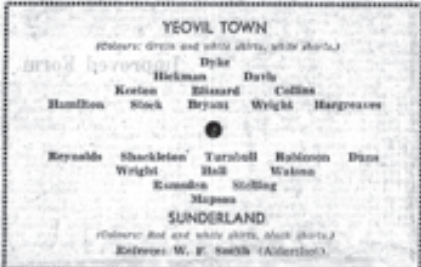 YEOVIL TOWN
(Colours: Green and white shirts, white shorts.)
Dyke
Hickman Davis
Keeton Blizzard Collins
Hamilton Stock Bryant Wright Hargreaves
Reynolds Shackleton Turnbull Robinson Duns
Wright Hall Watson
Ramsden Stelling
Mapson
SUNDERLAND
(Colours: Red and white shirts, black shorts.)
Referee: W. F. Smith (Aldershot).